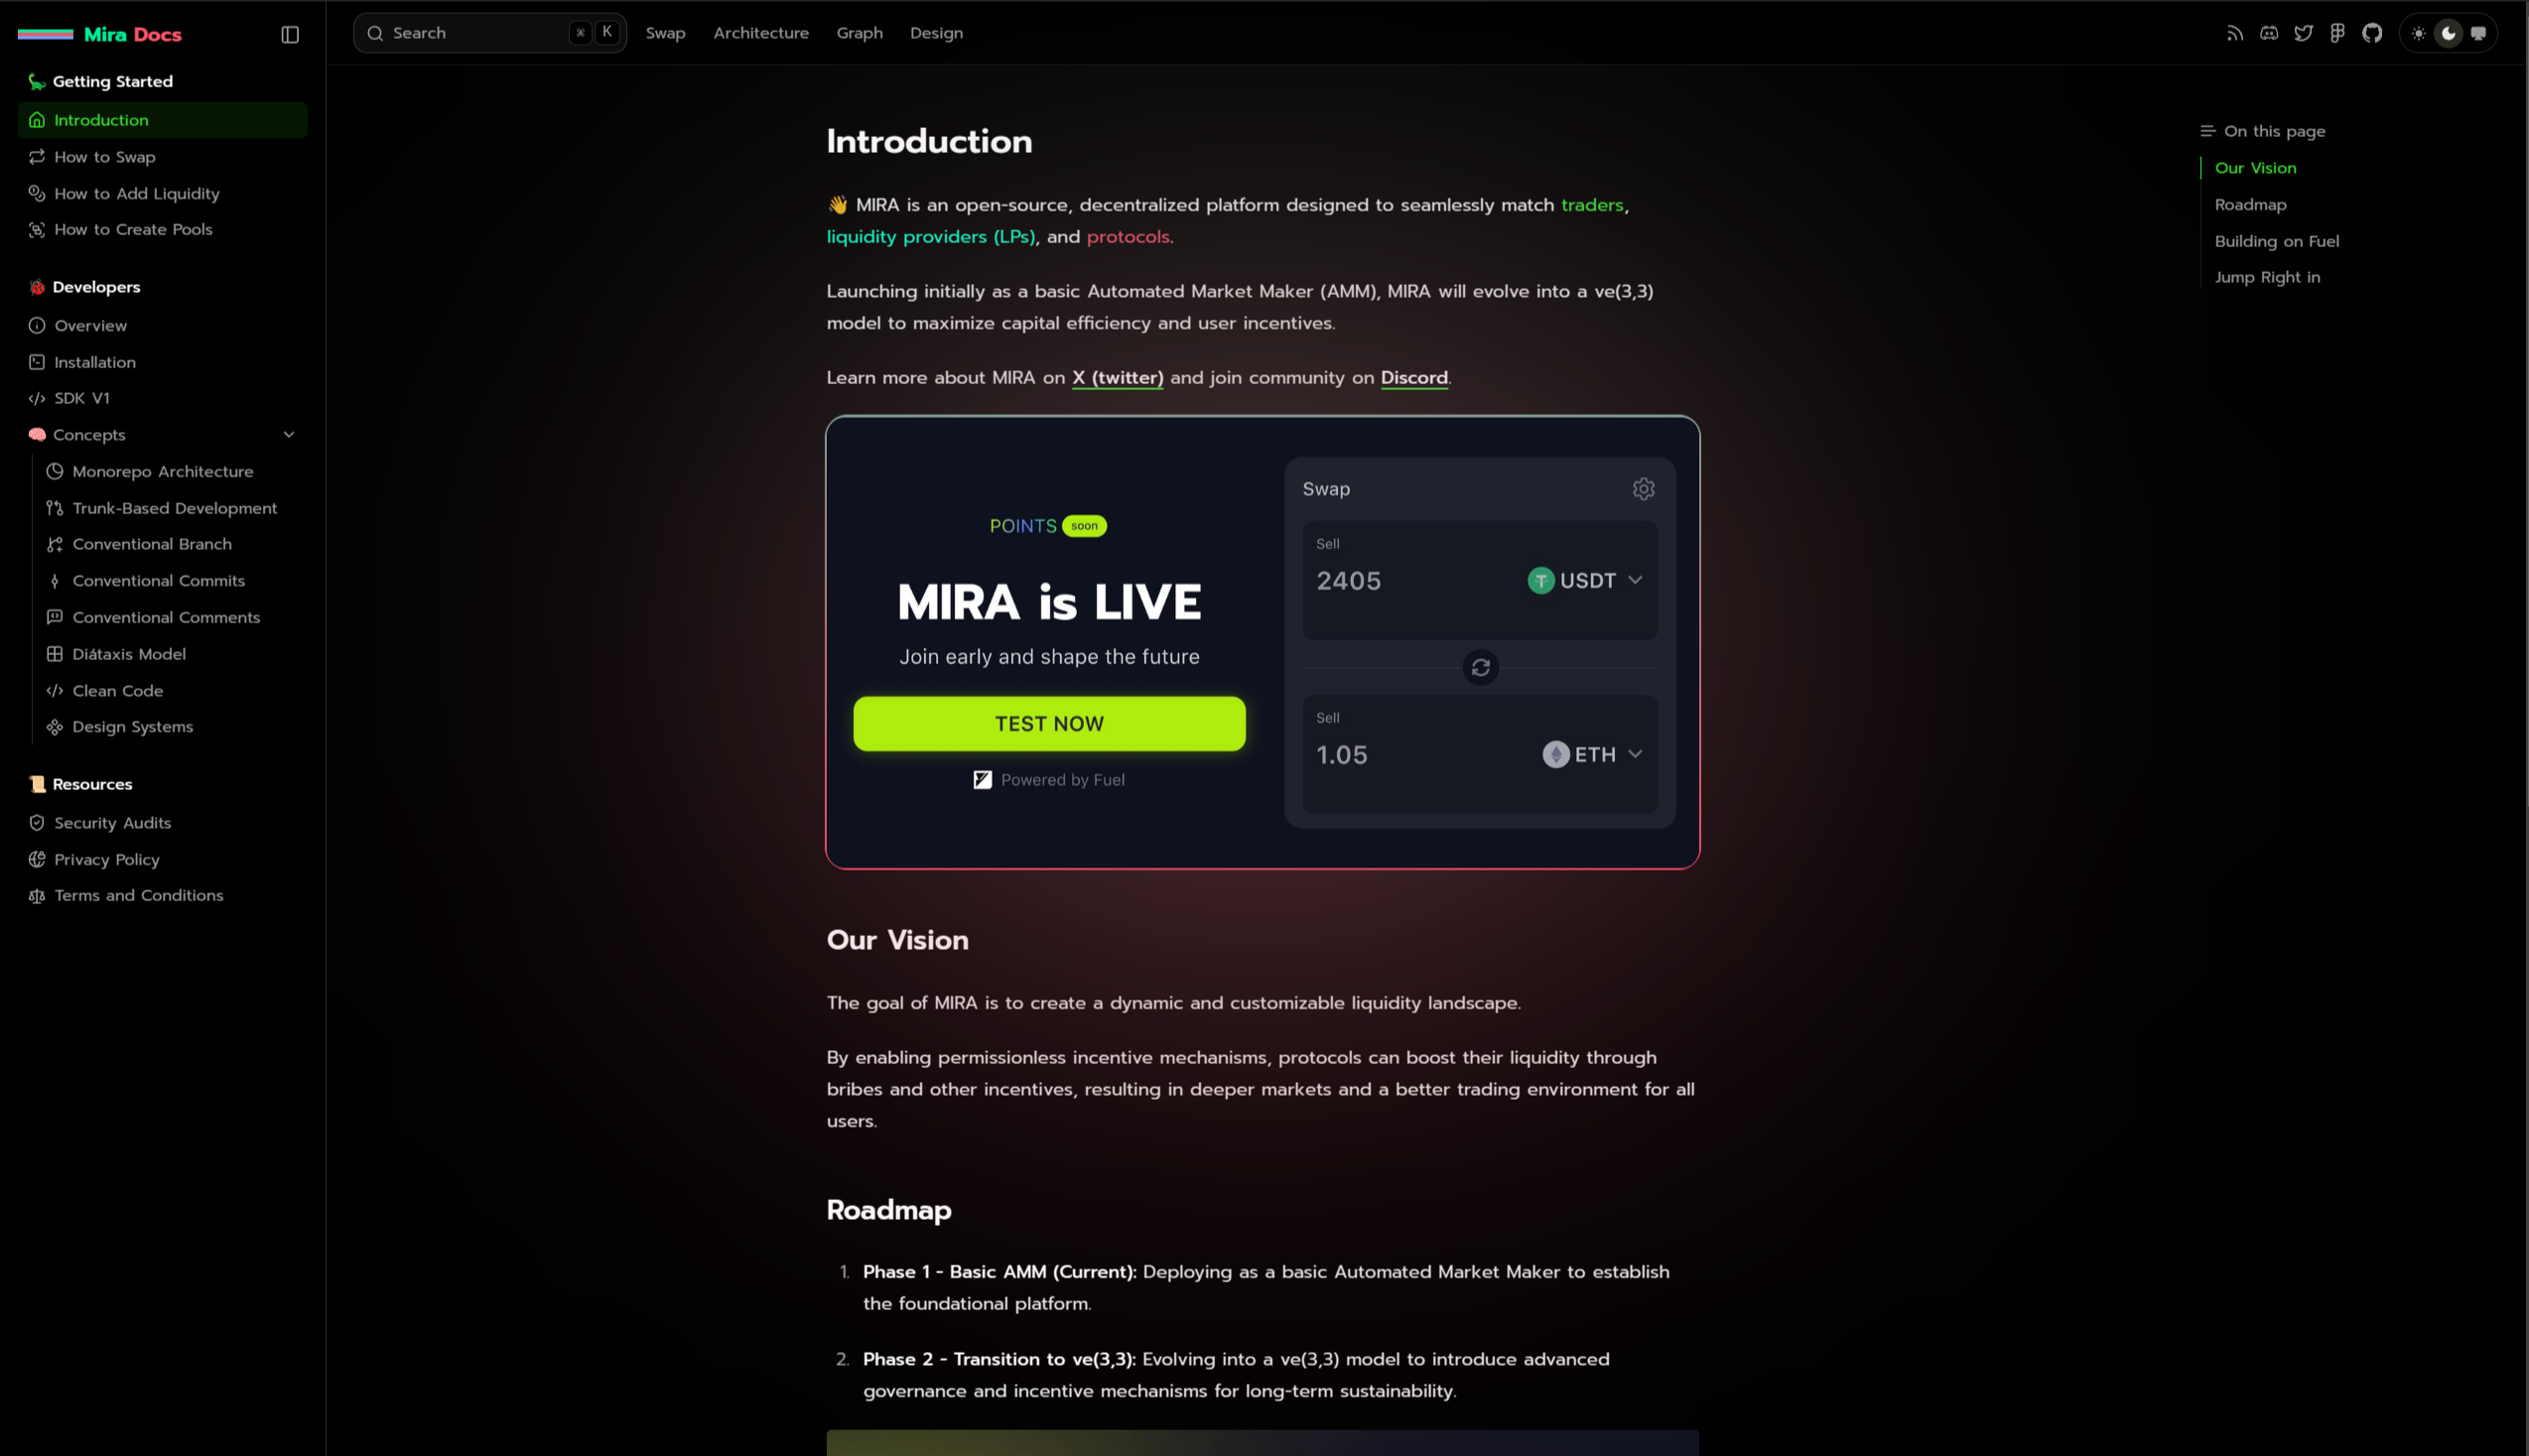 Mira Docs
Getting Started
Introduction
How to Swap
How to Add Liquidity
How to Create Pools
Developers
Overview
Installation
SDK V1
Concepts
Monorepo Architecture
Trunk-Based Development
Conventional Branch
Conventional Commits
Conventional Comments
Diátaxis Model
Clean Code
Design Systems
Resources
Security Audits
Privacy Policy
Terms and Conditions
Search ⌘ K
Swap Architecture Graph Design
Introduction
👋 MIRA is an open-source, decentralized platform designed to seamlessly match traders,
liquidity providers (LPs), and protocols.
Launching initially as a basic Automated Market Maker (AMM), MIRA will evolve into a ve(3,3)
model to maximize capital efficiency and user incentives.
Learn more about MIRA on X (twitter) and join community on Discord.
POINTS soon
MIRA is LIVE
Join early and shape the future
TEST NOW
Powered by Fuel
Swap
Sell
2405 USDT
Sell
1.05 ETH
Our Vision
The goal of MIRA is to create a dynamic and customizable liquidity landscape.
By enabling permissionless incentive mechanisms, protocols can boost their liquidity through
bribes and other incentives, resulting in deeper markets and a better trading environment for all
users.
Roadmap
1. Phase 1 - Basic AMM (Current): Deploying as a basic Automated Market Maker to establish
the foundational platform.
2. Phase 2 - Transition to ve(3,3): Evolving into a ve(3,3) model to introduce advanced
governance and incentive mechanisms for long-term sustainability.
On this page
Our Vision
Roadmap
Building on Fuel
Jump Right in